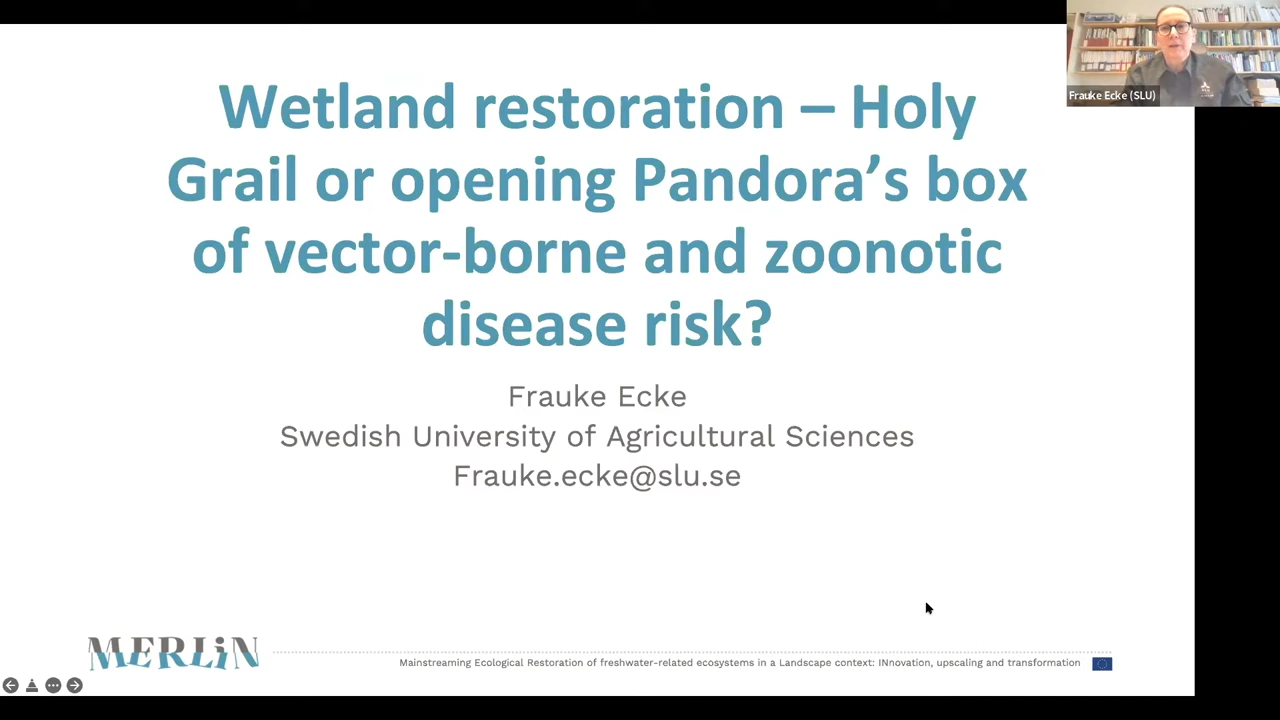 Wetland restoration – Holy
Grail or opening Pandora’s box
of vector-borne and zoonotic
disease risk?
Frauke Ecke
Swedish University of Agricultural Sciences
Frauke.ecke@slu.se
Frauke Ecke (SLU)
MERLiN
Mainstreaming Ecological Restoration of freshwater-related ecosystems in a Landscape context: INnovation, upscaling and transformation